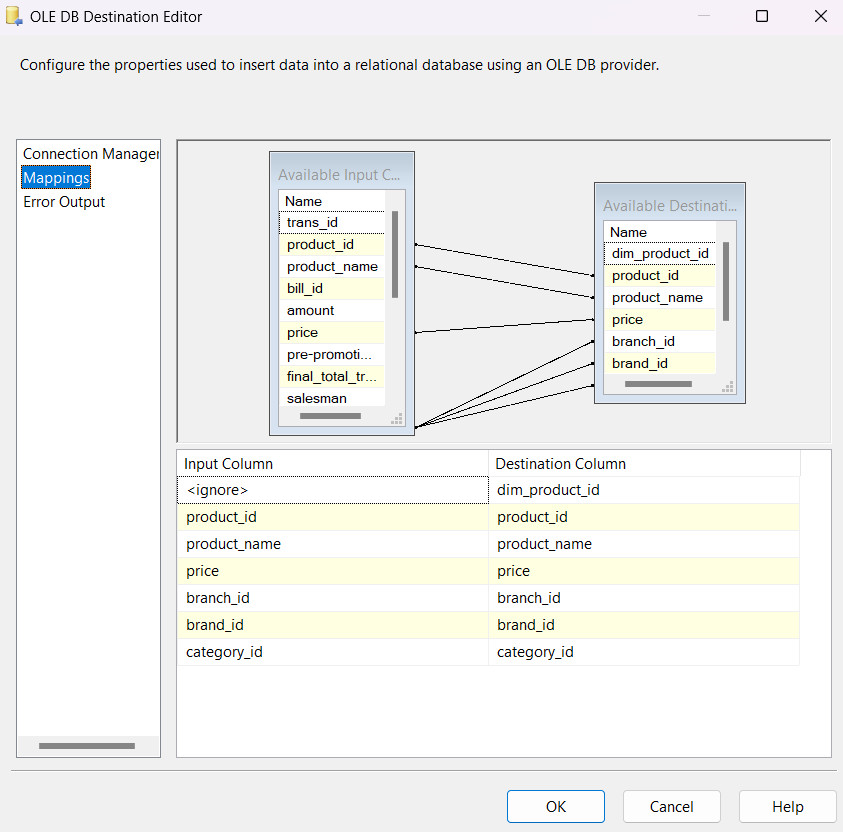 OLE DB Destination Editor
Configure the properties used to insert data into a relational database using an OLE DB provider.
Connection Manager
Mappings
Error Output
Available Input C...
Name
trans_id
product_id
product_name
bill_id
amount
price
pre-promoti...
final_total_tr...
salesman
Available Destinati...
Name
dim_product_id
product_id
product_name
price
branch_id
brand_id
Input Column Destination Column
<ignore> dim_product_id
product_id product_id
product_name product_name
price price
branch_id branch_id
brand_id brand_id
category_id category_id
OK Cancel Help